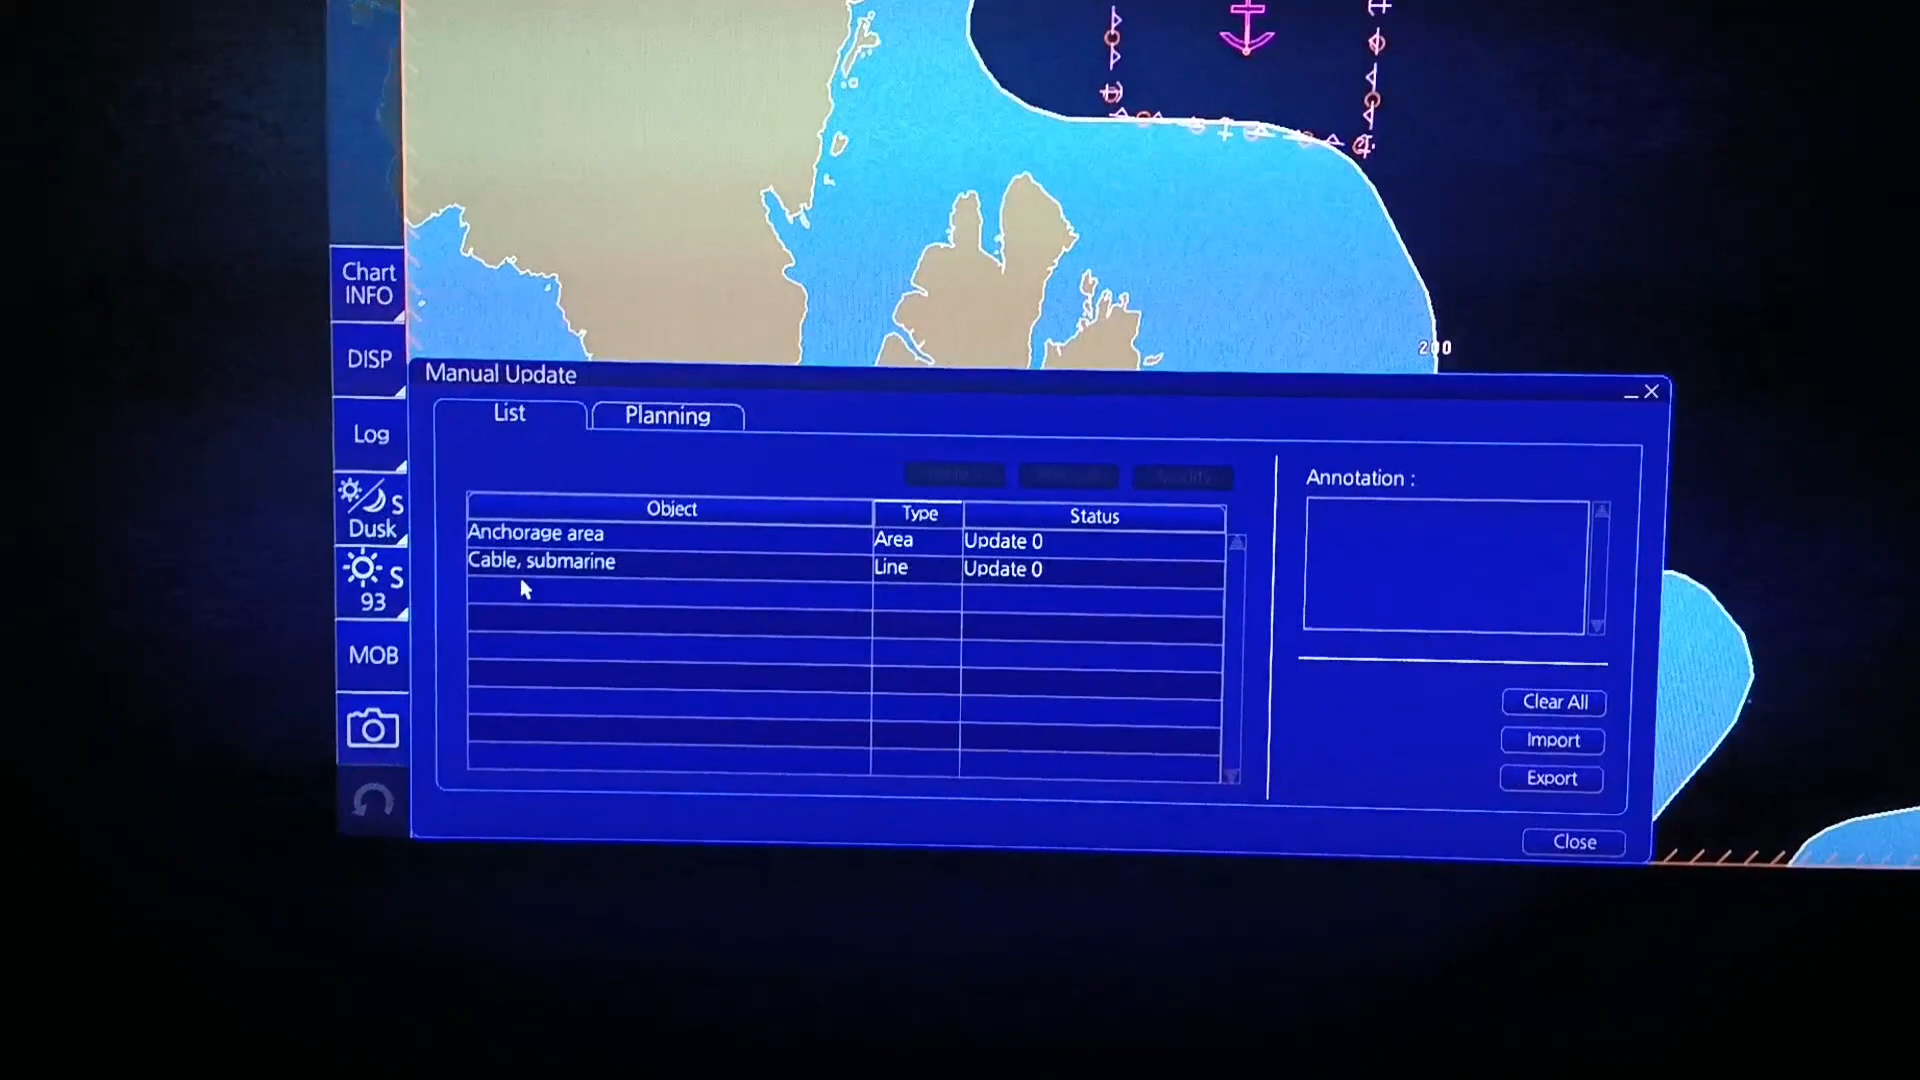 200
Chart
INFO
DISP
Log
S
Dusk
S
93
MOB
Manual Update
List
Planning
Object
Type
Status
Anchorage area
Area
Update 0
Cable, submarine
Line
Update 0
Annotation :
Clear All
Import
Export
Close